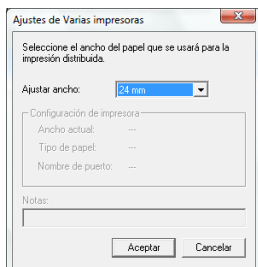 Ajustes de Varias impresoras
Seleccione el ancho del papel que se usará para la
impresión distribuida.
Ajustar ancho: 24 mm
Configuración de impresora
Ancho actual: ---
Tipo de papel: ---
Nombre de puerto: ---
Notas:
Aceptar Cancelar